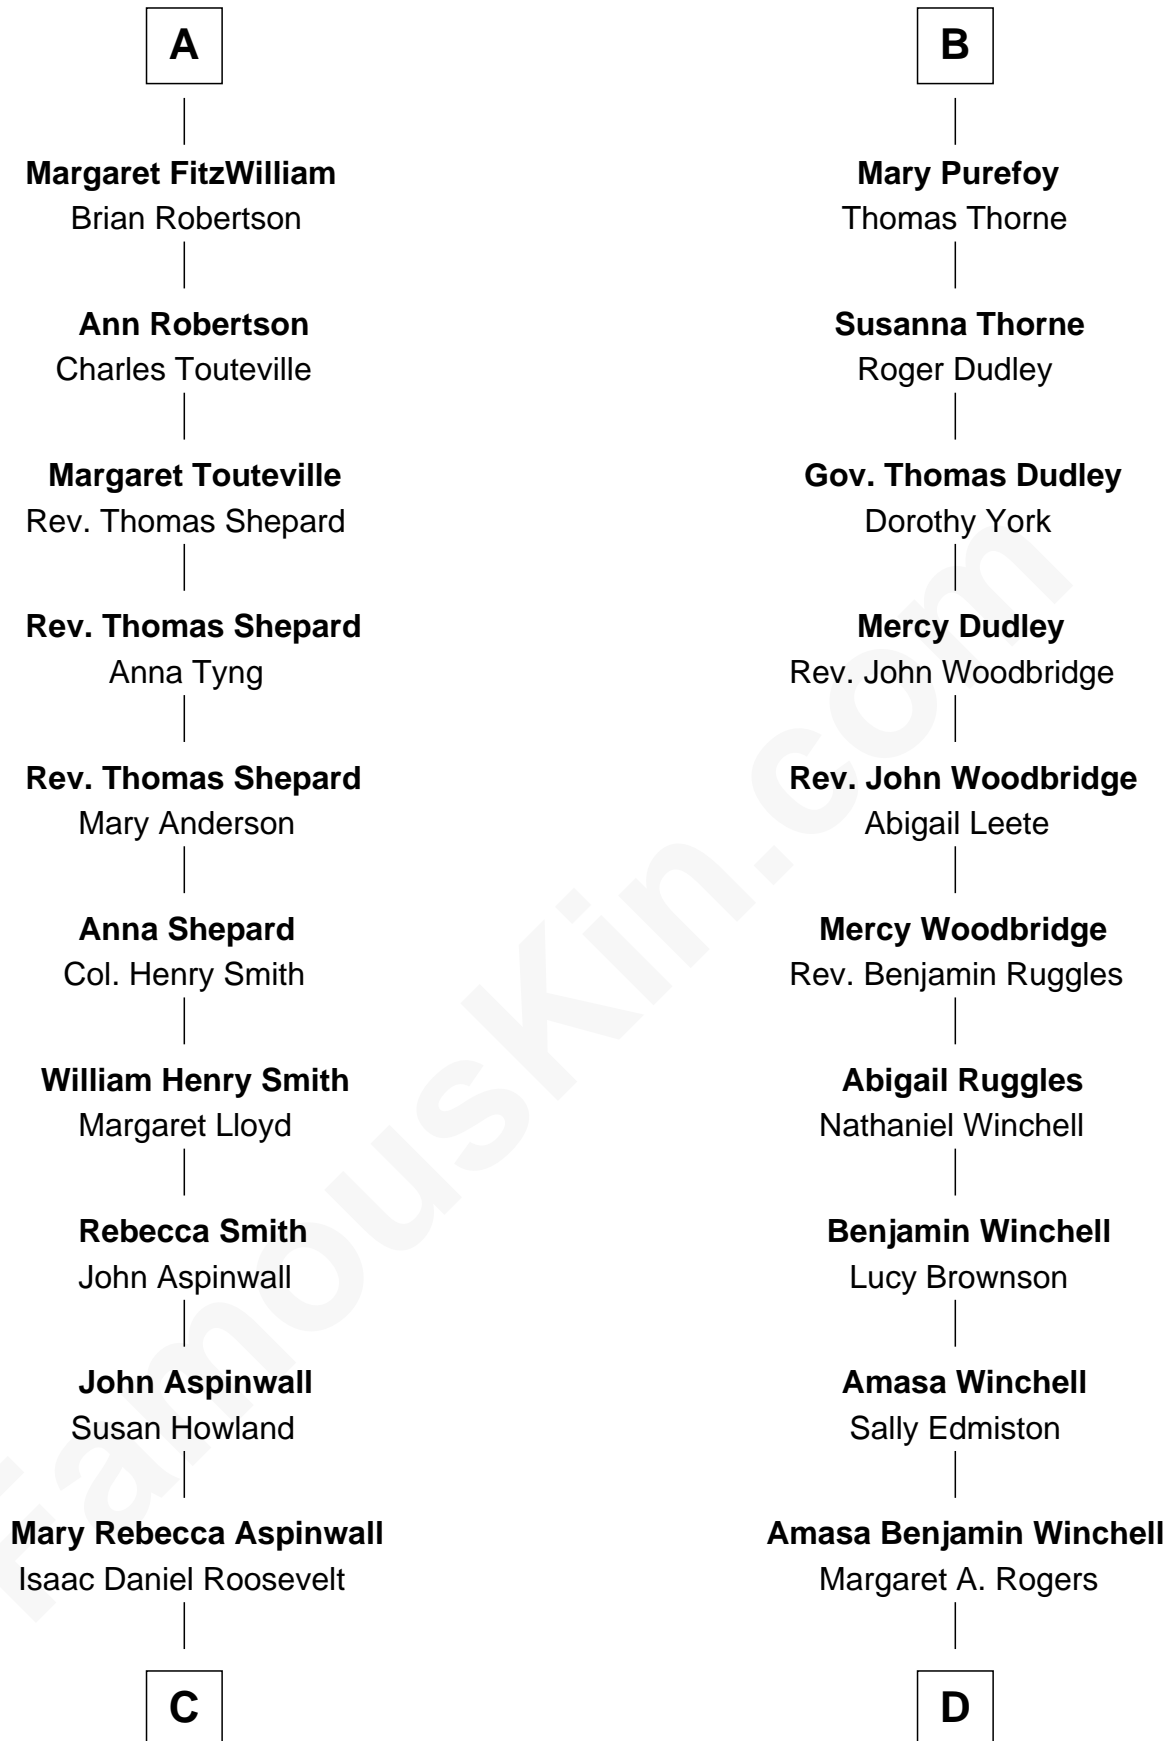 A
Margaret FitzWilliam
Brian Robertson
Ann Robertson
Charles Touteville
Margaret Touteville
Rev. Thomas Shepard
Rev. Thomas Shepard
Anna Tyng
Rev. Thomas Shepard
Mary Anderson
Anna Shepard
Col. Henry Smith
William Henry Smith
Margaret Lloyd
Rebecca Smith
John Aspinwall
John Aspinwall
Susan Howland
Mary Rebecca Aspinwall
Isaac Daniel Roosevelt
C
B
Mary Purefoy
Thomas Thorne
Susanna Thorne
Roger Dudley
Gov. Thomas Dudley
Dorothy York
Mercy Dudley
Rev. John Woodbridge
Rev. John Woodbridge
Abigail Leete
Mercy Woodbridge
Rev. Benjamin Ruggles
Abigail Ruggles
Nathaniel Winchell
Benjamin Winchell
Lucy Brownson
Amasa Winchell
Sally Edmiston
Amasa Benjamin Winchell
Margaret A. Rogers
D
FamousKin.com